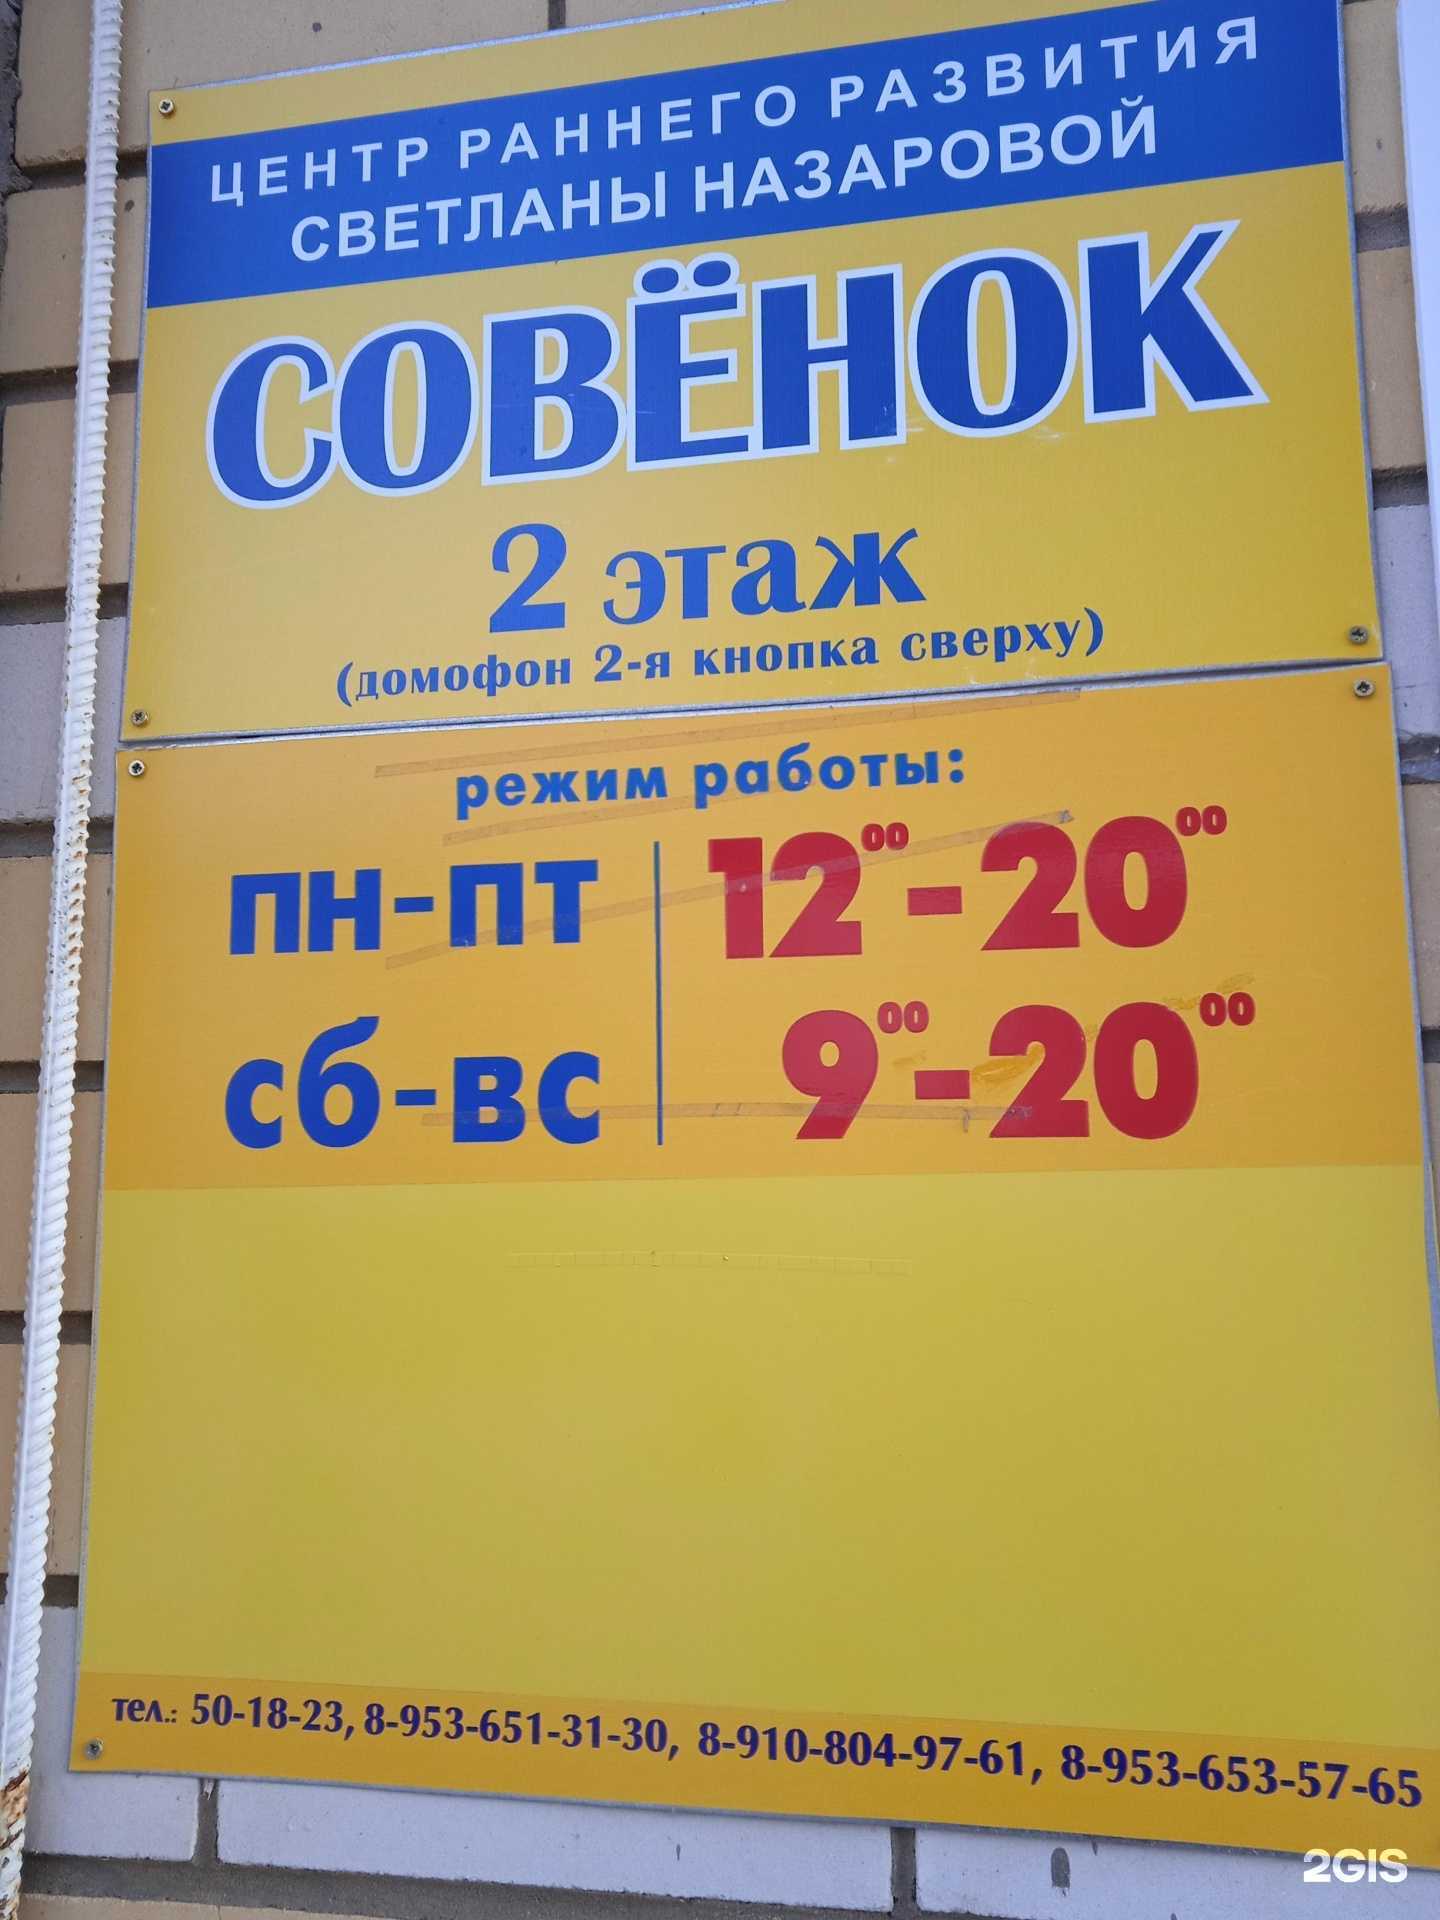 ЦЕНТР РАННЕГО РАЗВИТИЯ
СВЕТЛАНЫ НАЗАРОВОЙ
СОВЁНОК
2 этаж
(домофон 2-я кнопка сверху)
режим работы:
пн-пт 12⁰⁰-20⁰⁰
сб-вс 9⁰⁰-20⁰⁰
тел.: 50-18-23, 8-953-651-31-30, 8-910-804-97-61, 8-953-653-57-65
2GIS